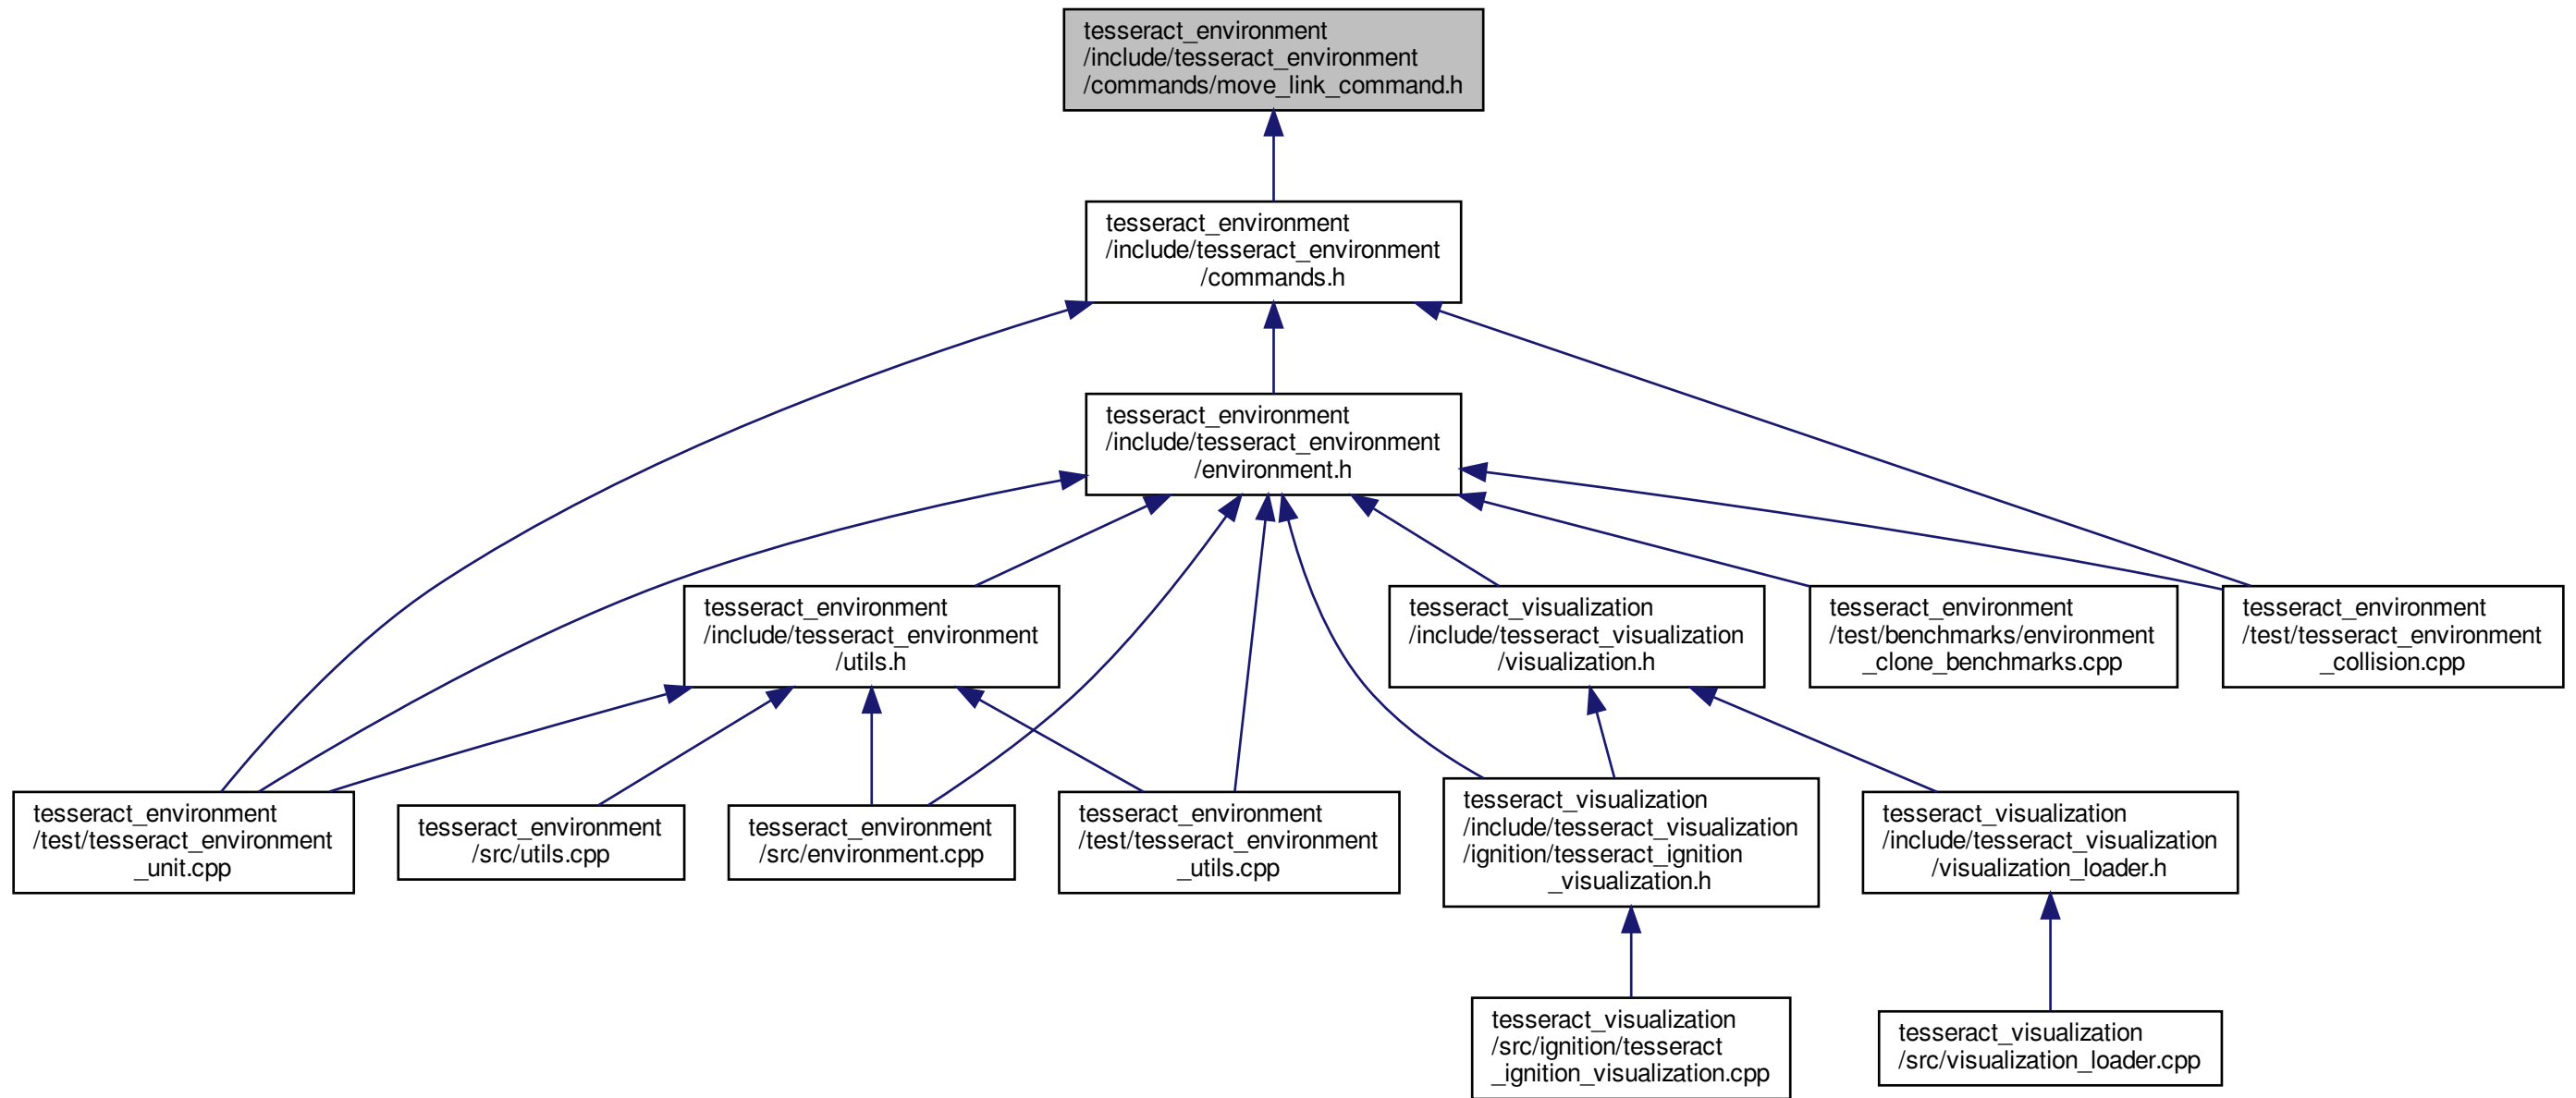 tesseract_environment
/include/tesseract_environment
/commands/move_link_command.h
tesseract_environment
/include/tesseract_environment
/commands.h
tesseract_environment
/include/tesseract_environment
/environment.h
tesseract_environment
/include/tesseract_environment
/utils.h
tesseract_visualization
/include/tesseract_visualization
/visualization.h
tesseract_environment
/test/benchmarks/environment
_clone_benchmarks.cpp
tesseract_environment
/test/tesseract_environment
_collision.cpp
tesseract_environment
/test/tesseract_environment
_unit.cpp
tesseract_environment
/src/utils.cpp
tesseract_environment
/src/environment.cpp
tesseract_environment
/test/tesseract_environment
_utils.cpp
tesseract_visualization
/include/tesseract_visualization
/ignition/tesseract_ignition
_visualization.h
tesseract_visualization
/include/tesseract_visualization
/visualization_loader.h
tesseract_visualization
/src/ignition/tesseract
_ignition_visualization.cpp
tesseract_visualization
/src/visualization_loader.cpp